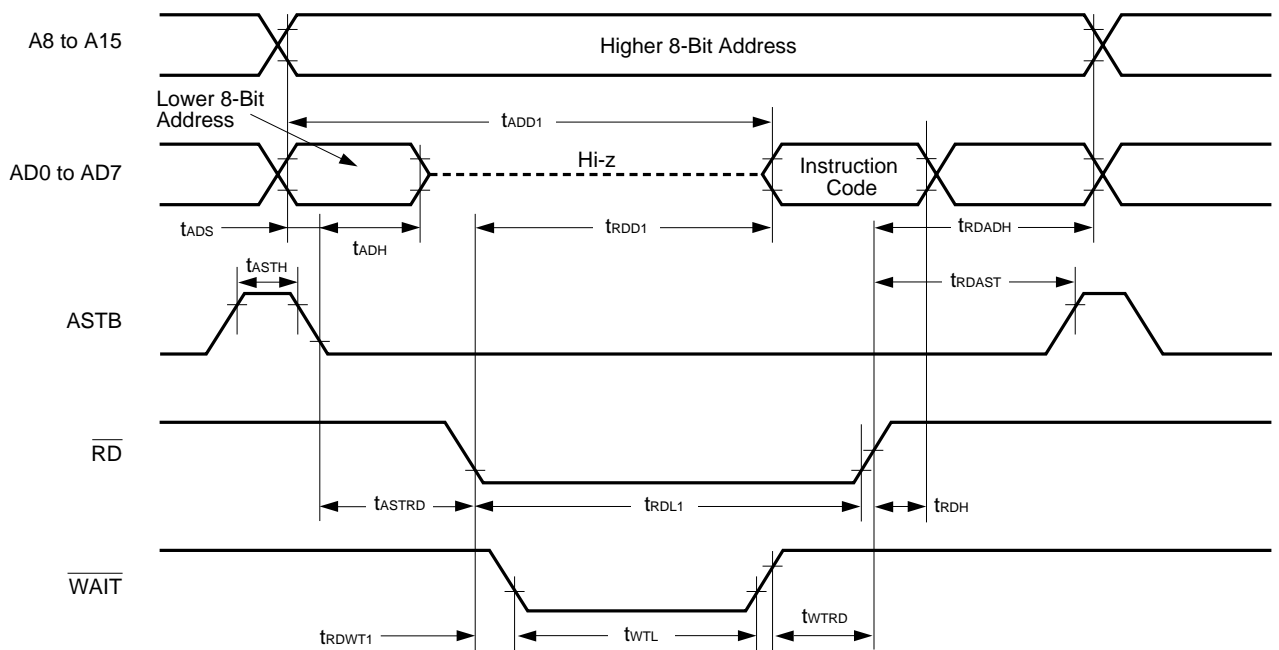 A8 to A15
Higher 8-Bit Address
Lower 8-Bit
Address
tADD1
AD0 to AD7
Hi-z
Instruction
Code
tADS
tADH
tRDD1
tRDADH
tASTH
tRDAST
ASTB
RD
tASTRD
tRDL1
tRDH
WAIT
tRDWT1
tWTL
tWTRD